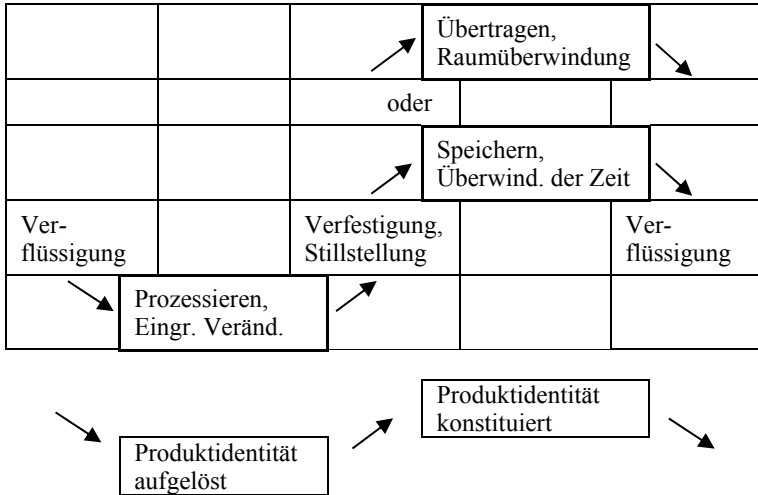 Übertragen,
Raumüberwindung
oder
Speichern,
Überwind. der Zeit
Ver-
flüssigung
Verfestigung,
Stillstellung
Ver-
flüssigung
Prozessieren,
Eingr. Veränd.
Produktidentität
konstituiert
Produktidentität
aufgelöst